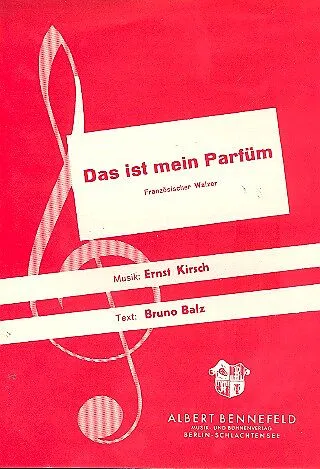 Das ist mein Parfüm
Französischer Walzer
Musik: Ernst Kirsch
Text: Bruno Balz
ALBERT BENNEFELD
MUSIK- UND BÜHNENVERLAG
BERLIN-SCHLACHTENSEE